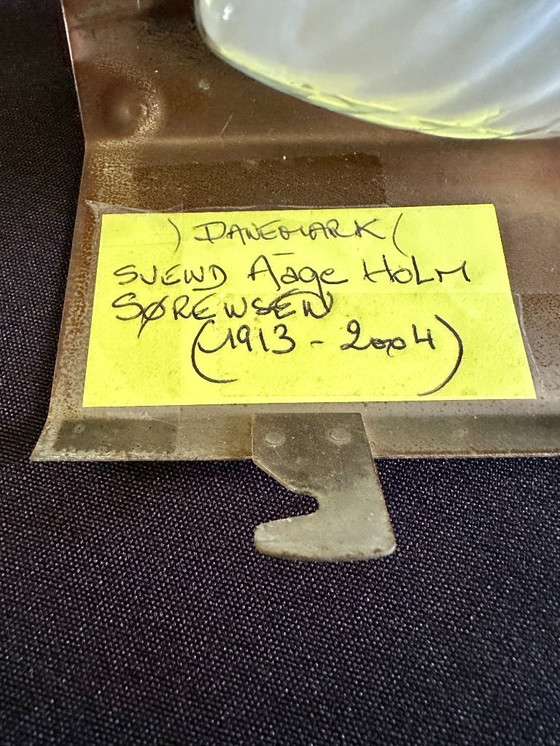 ) DANEMARK (
SVEND Aage HOLM
SØRENSEN
(1913 - 2004)